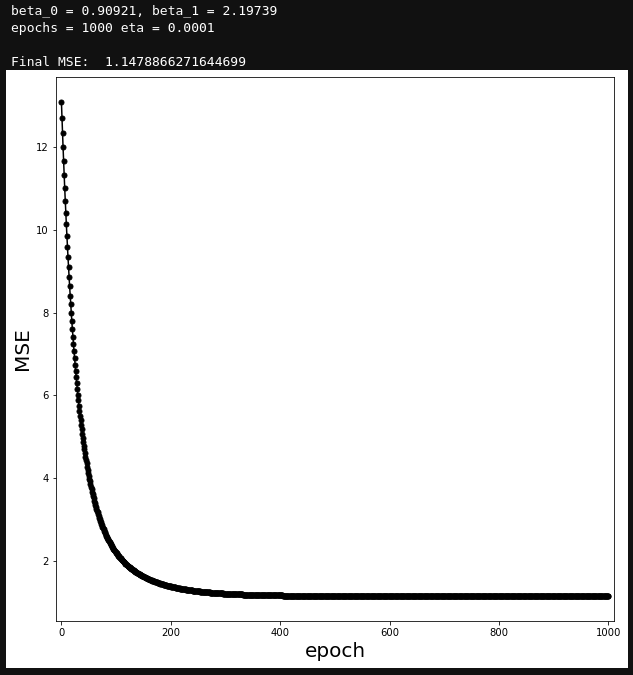 beta_0 = 0.90921, beta_1 = 2.19739
epochs = 1000 eta = 0.0001
Final MSE:  1.1478866271644699
12
10
8
6
4
2
MSE
0 200 400 600 800 1000
epoch